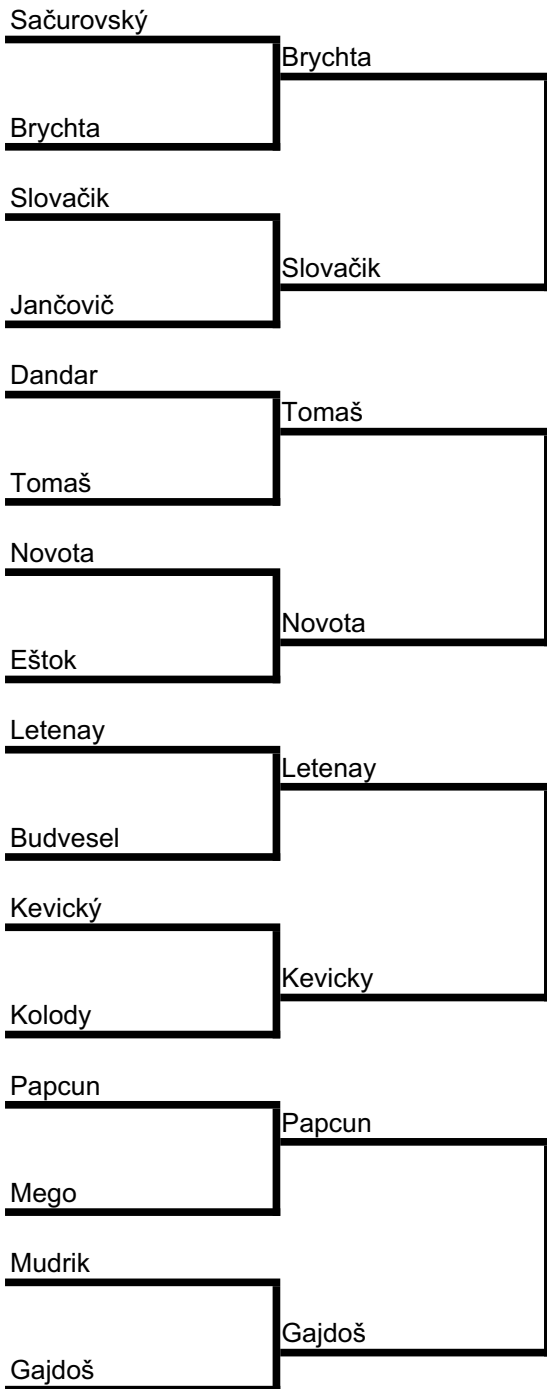 Sačurovský
Brychta
Brychta
Slovačik
Slovačik
Jančovič
Dandar
Tomaš
Tomaš
Novota
Novota
Eštok
Letenay
Letenay
Budvesel
Kevický
Kevicky
Kolody
Papcun
Papcun
Mego
Mudrik
Gajdoš
Gajdoš